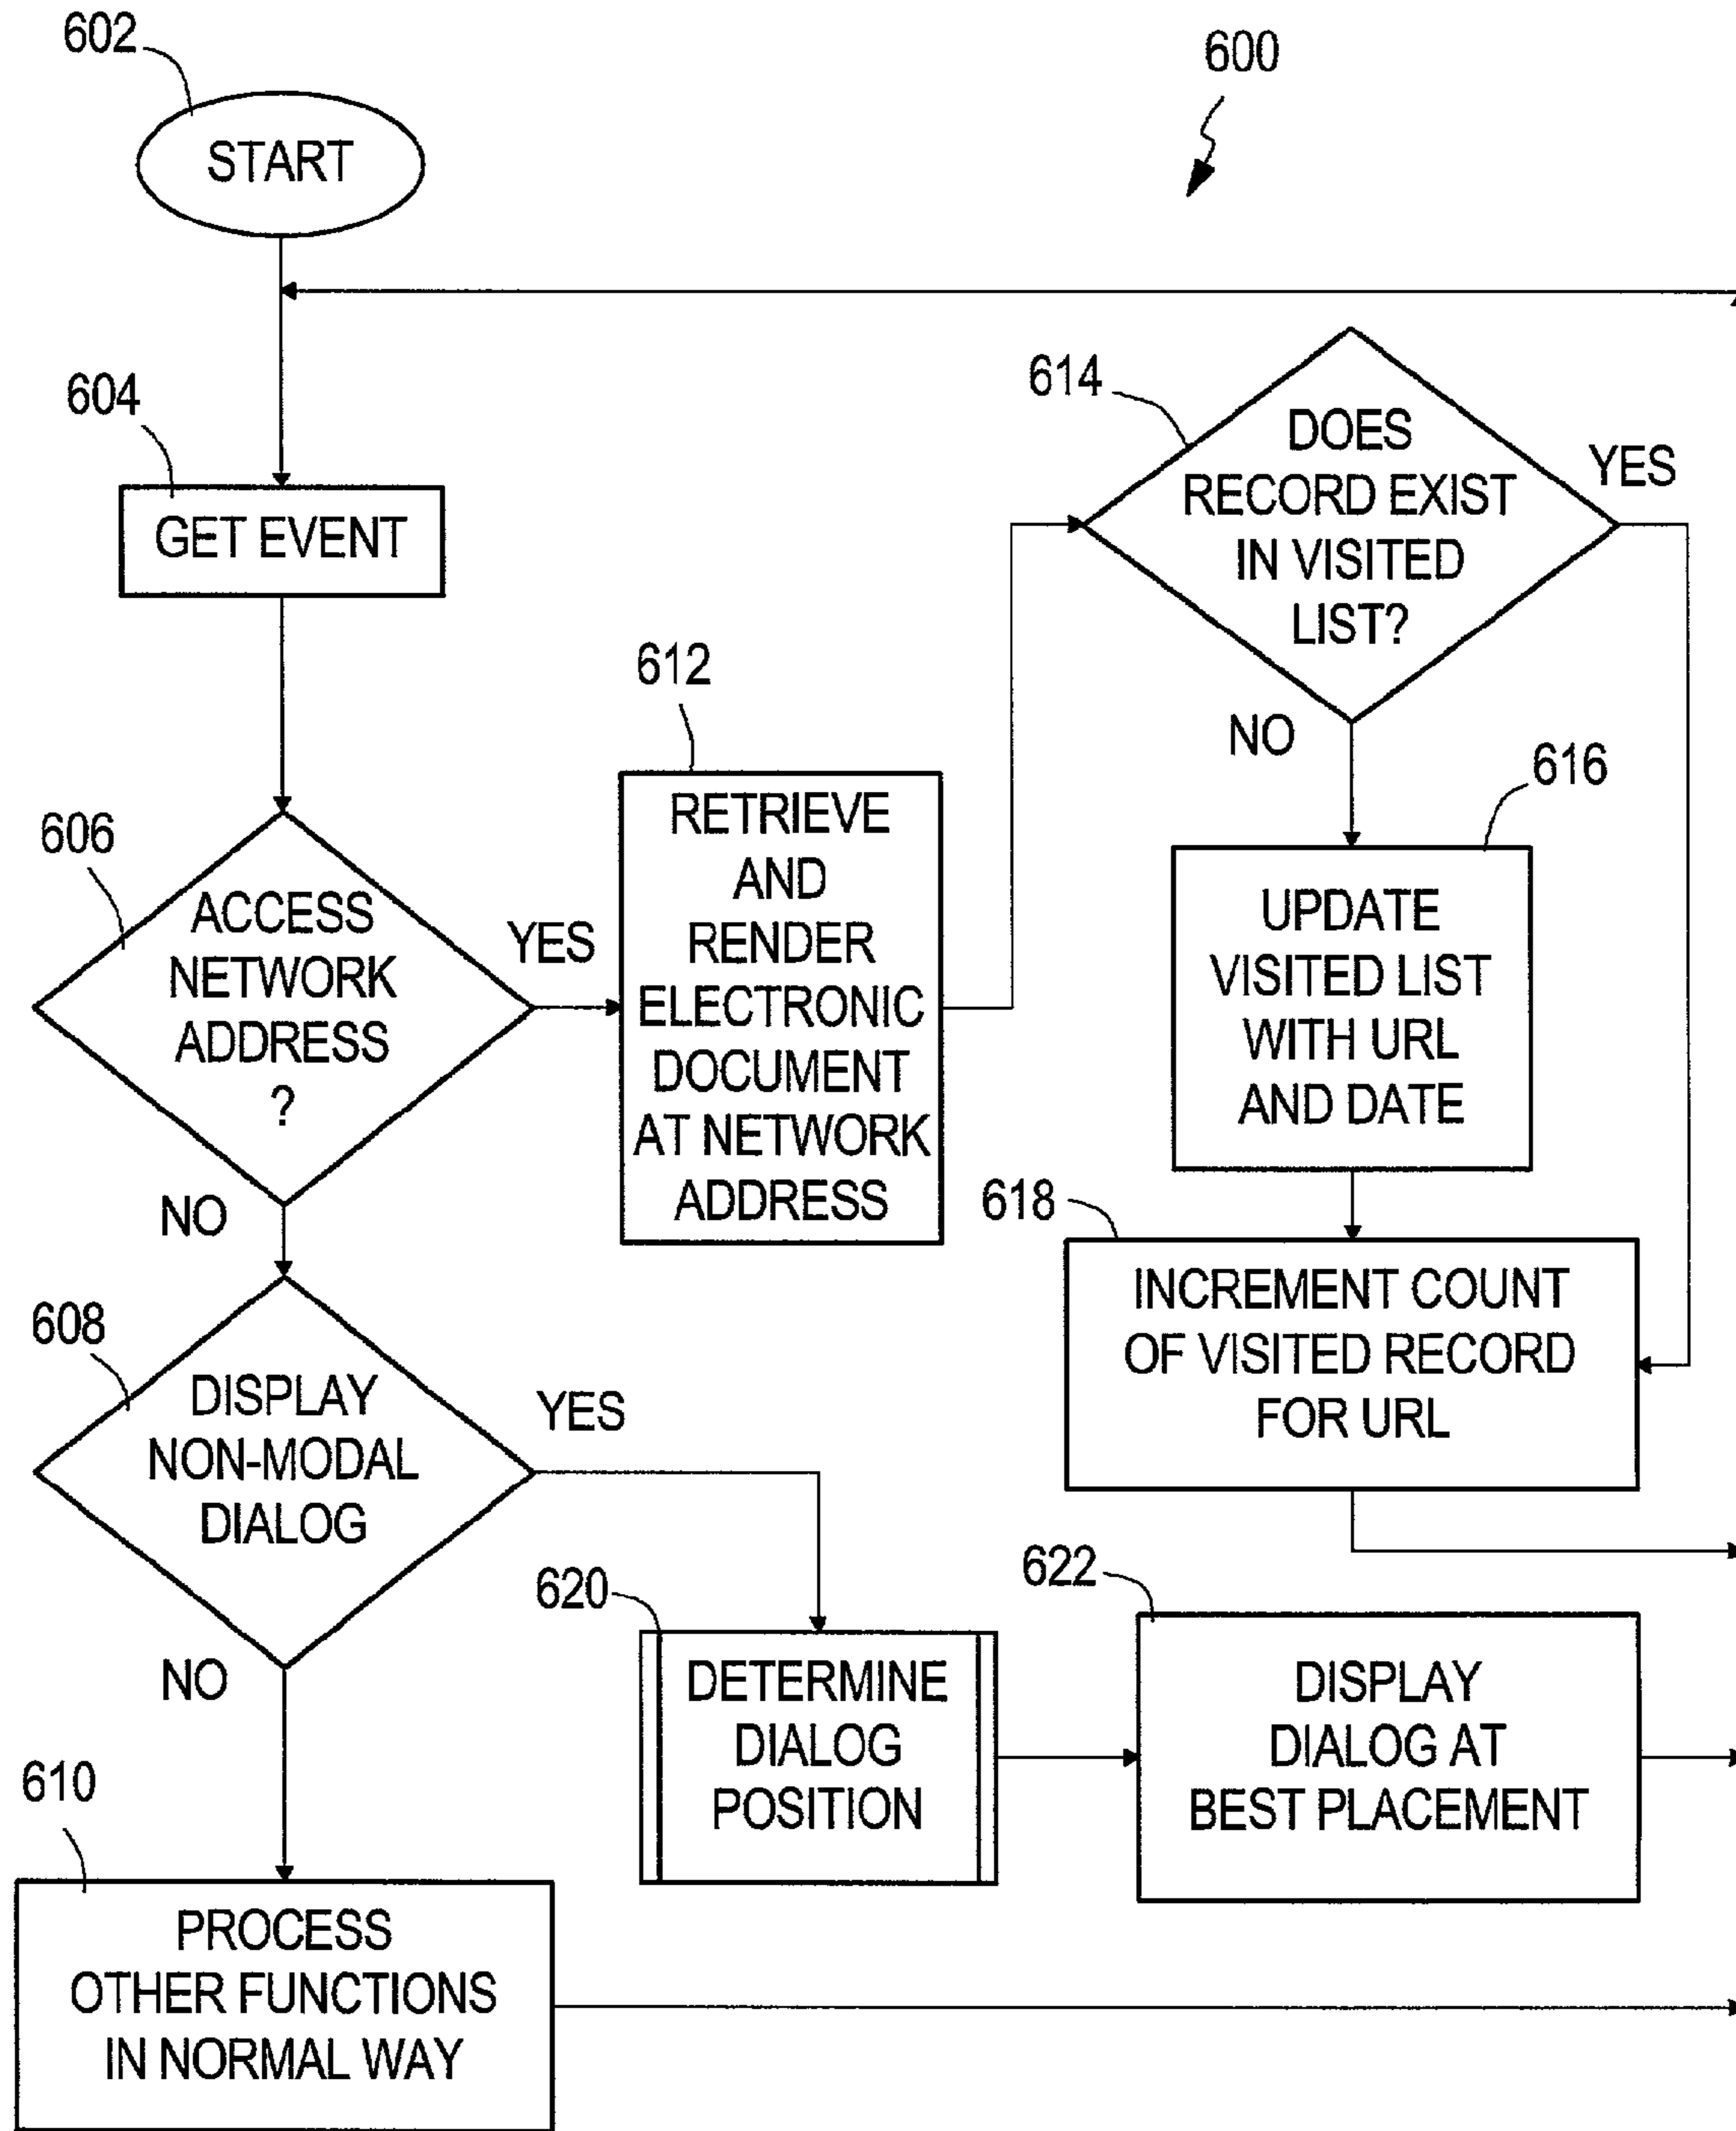 602
START
600
604
GET EVENT
606
ACCESS
NETWORK
ADDRESS
?
YES
NO
612
RETRIEVE
AND
RENDER
ELECTRONIC
DOCUMENT
AT NETWORK
ADDRESS
614
DOES
RECORD EXIST
IN VISITED
LIST?
YES
NO
616
UPDATE
VISITED LIST
WITH URL
AND DATE
618
INCREMENT COUNT
OF VISITED RECORD
FOR URL
608
DISPLAY
NON-MODAL
DIALOG
YES
NO
620
DETERMINE
DIALOG
POSITION
622
DISPLAY
DIALOG AT
BEST PLACEMENT
610
PROCESS
OTHER FUNCTIONS
IN NORMAL WAY